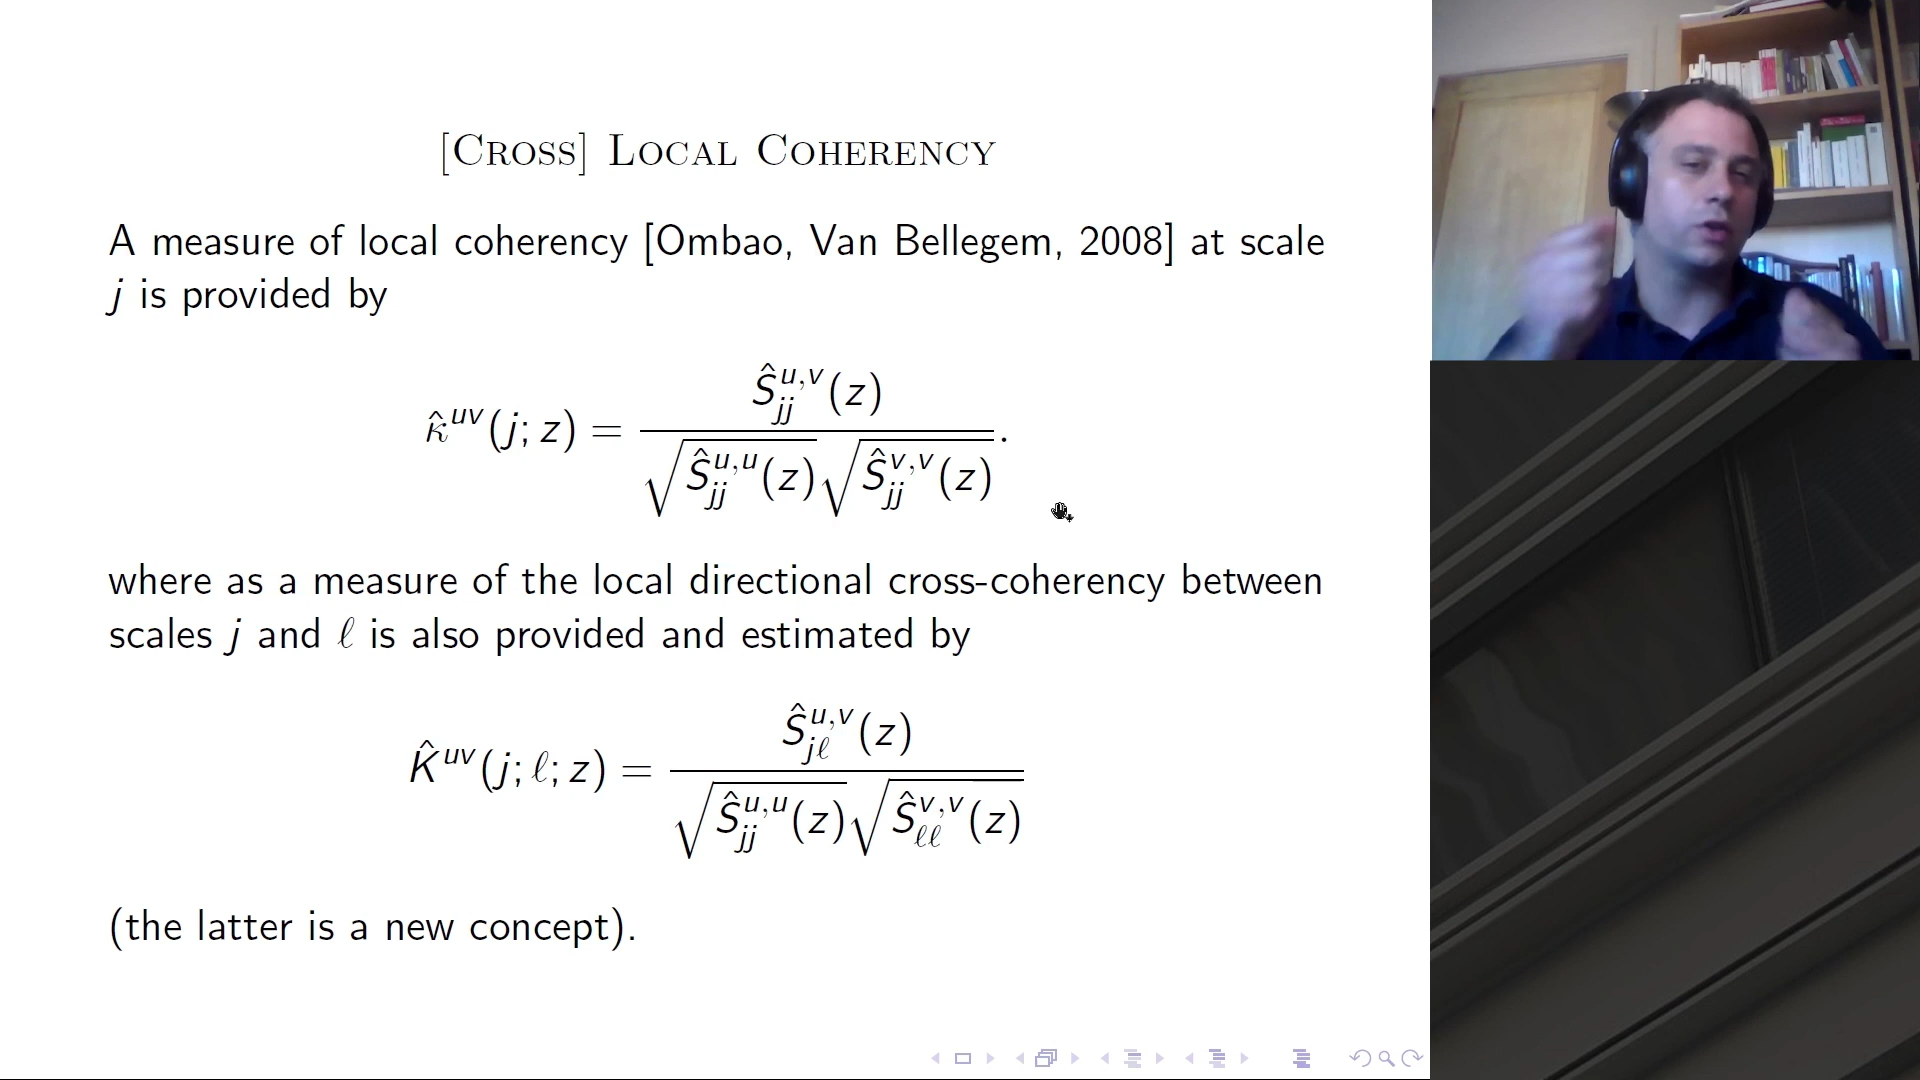 [Cross] Local Coherency
A measure of local coherency [Ombao, Van Bellegem, 2008] at scale
j is provided by
κ̂^{uv}(j; z) = Ŝ_{jj}^{u,v}(z) / (√Ŝ_{jj}^{u,u}(z) √Ŝ_{jj}^{v,v}(z)).
where as a measure of the local directional cross-coherency between
scales j and ℓ is also provided and estimated by
K̂^{uv}(j; ℓ; z) = Ŝ_{jℓ}^{u,v}(z) / (√Ŝ_{jj}^{u,u}(z) √Ŝ_{ℓℓ}^{v,v}(z))
(the latter is a new concept).